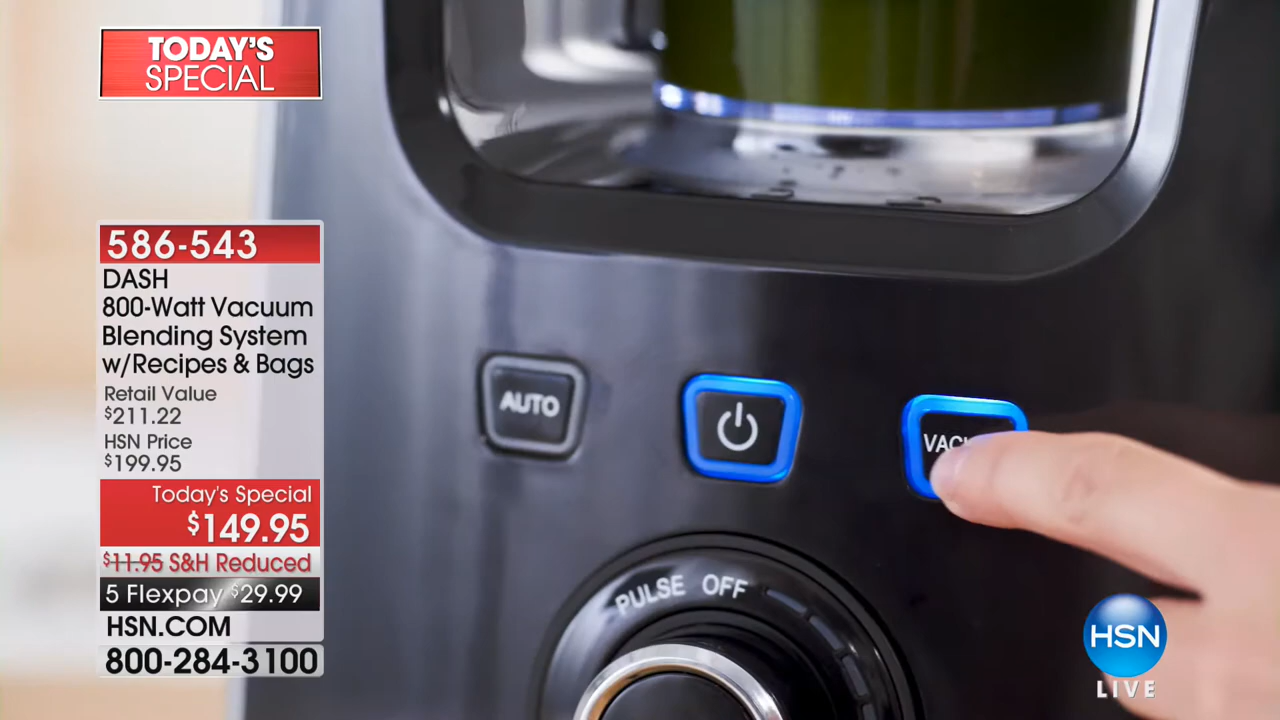 TODAY'S
SPECIAL
586-543
DASH
800-Watt Vacuum
Blending System
w/Recipes & Bags
Retail Value
$211.22
HSN Price
$199.95
Today's Special
$149.95
$11.95 S&H Reduced
5 Flexpay $29.99
HSN.COM
800-284-3100
AUTO
VAC
PULSE OFF
HSN
LIVE